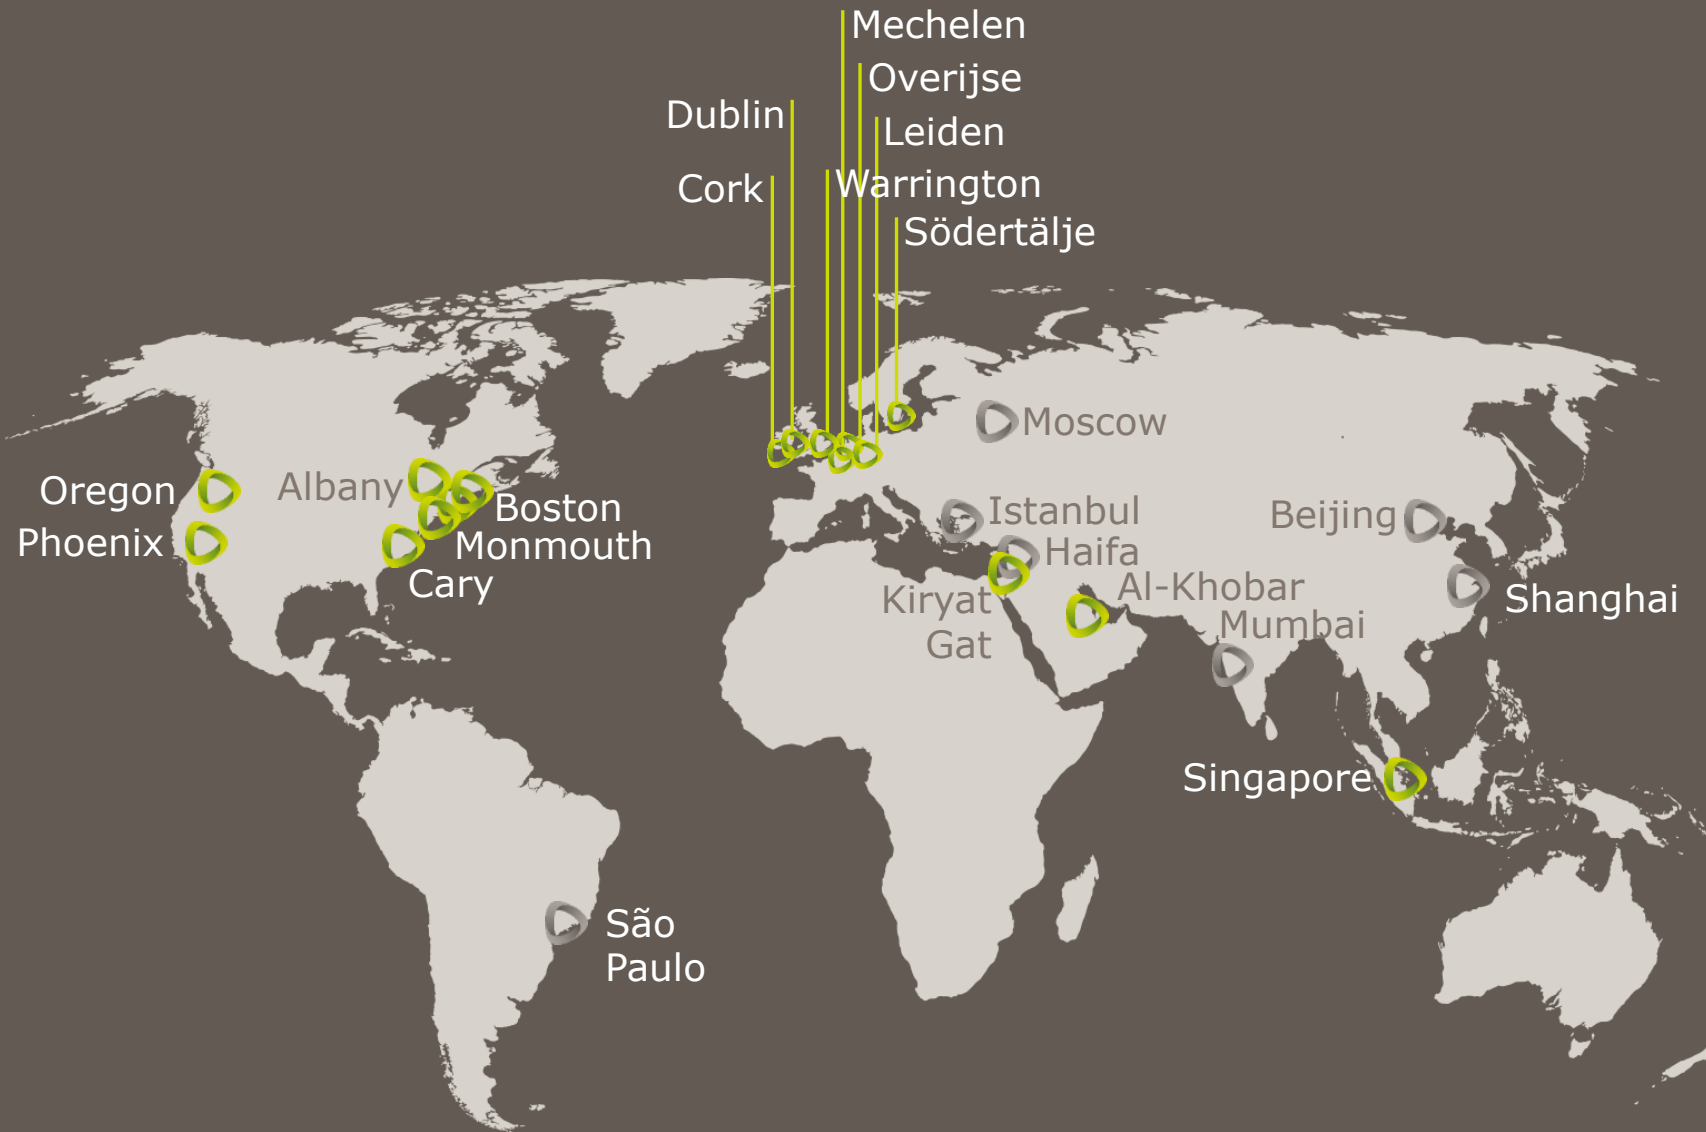 Mechelen
Overijse
Dublin
Leiden
Warrington
Cork
Södertälje
Moscow
Albany
Oregon
Boston
Istanbul
Beijing
Phoenix
Monmouth
Haifa
Cary
Al-Khobar
Kiryat
Gat
Shanghai
Mumbai
Singapore
São
Paulo